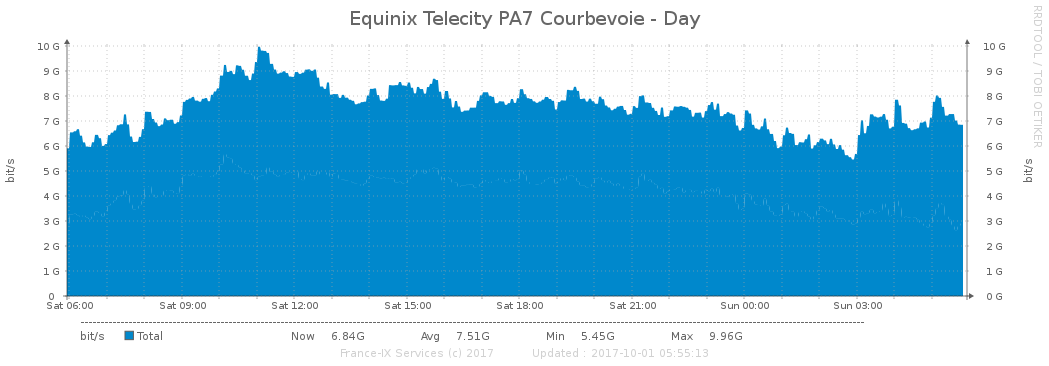 Equinix Telecity PA7 Courbevoie - Day
RRDTOOL / TOBI OETIKER
bit/s
10 G
9 G
8 G
7 G
6 G
5 G
4 G
3 G
2 G
1 G
0
10 G
9 G
8 G
7 G
6 G
5 G
4 G
3 G
2 G
1 G
0 G
bit/s
Sat 06:00 Sat 09:00 Sat 12:00 Sat 15:00 Sat 18:00 Sat 21:00 Sun 00:00 Sun 03:00
bit/s Total Now 6.84G Avg 7.51G Min 5.45G Max 9.96G
France-IX Services (c) 2017 Updated : 2017-10-01 05:55:13